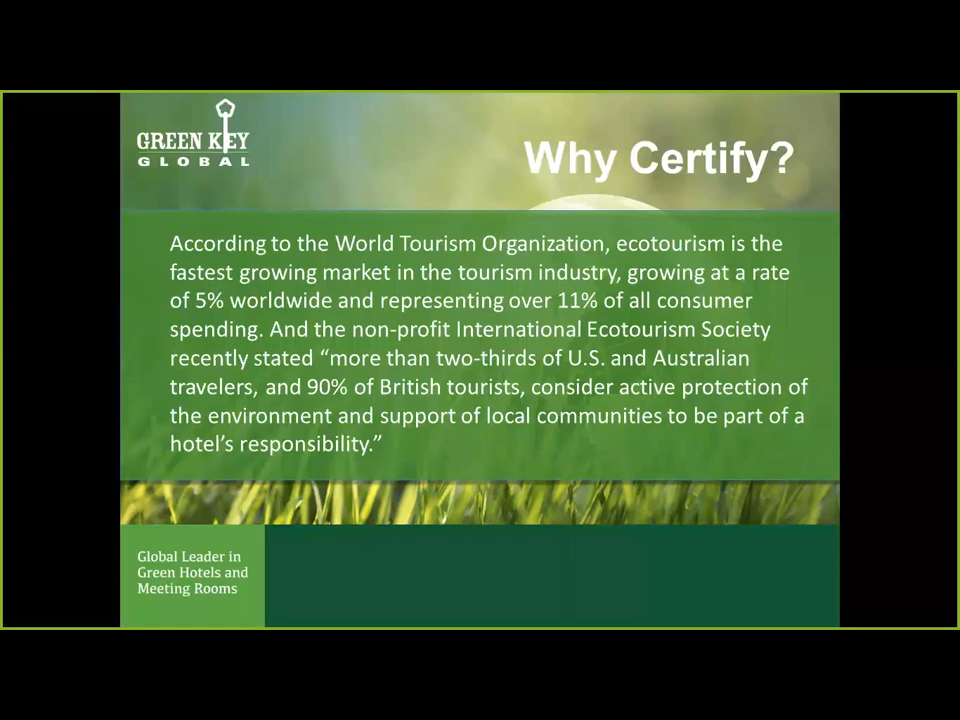 GREEN KEY
GLOBAL
Why Certify?
According to the World Tourism Organization, ecotourism is the
fastest growing market in the tourism industry, growing at a rate
of 5% worldwide and representing over 11% of all consumer
spending. And the non-profit International Ecotourism Society
recently stated “more than two-thirds of U.S. and Australian
travelers, and 90% of British tourists, consider active protection of
the environment and support of local communities to be part of a
hotel’s responsibility.”
Global Leader in
Green Hotels and
Meeting Rooms